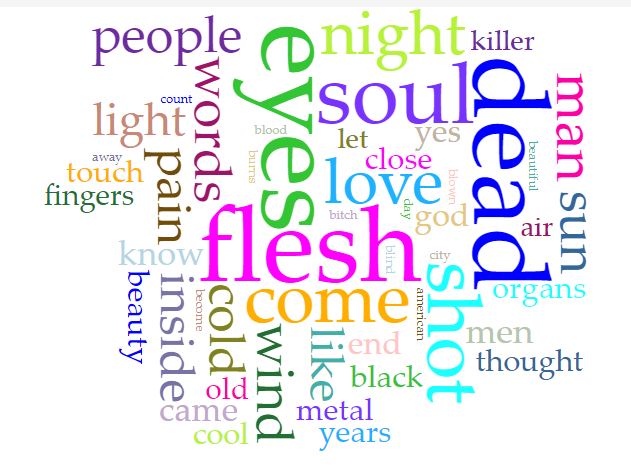 people
eyes
night
killer
soul
dead
words
man
light
count
blood
let
yes
away
touch
pain
burns
close
beautiful
fingers
love
blown
sun
bitch
day
god
air
flesh
know
blind
city
beauty
inside
become
cold
come
american
shot
organs
wind
like
end
men
thought
black
old
came
metal
cool
years